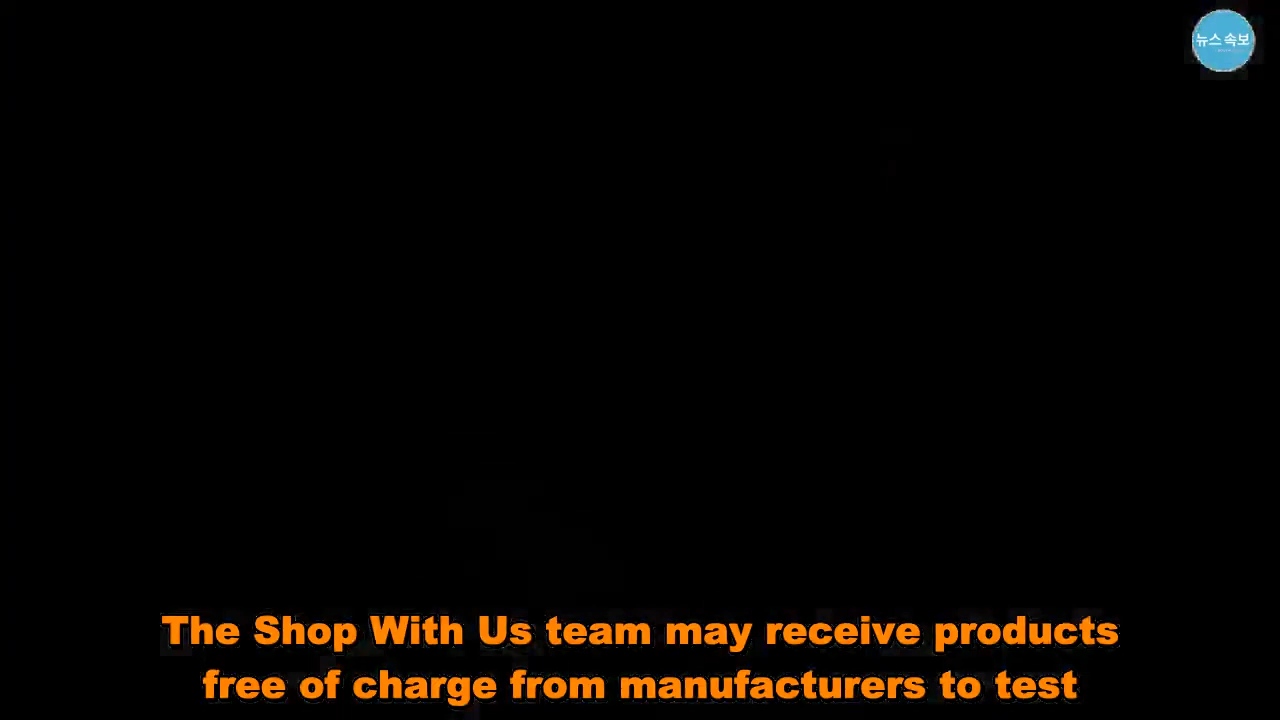 뉴스 속보
The Shop With Us team may receive products
free of charge from manufacturers to test